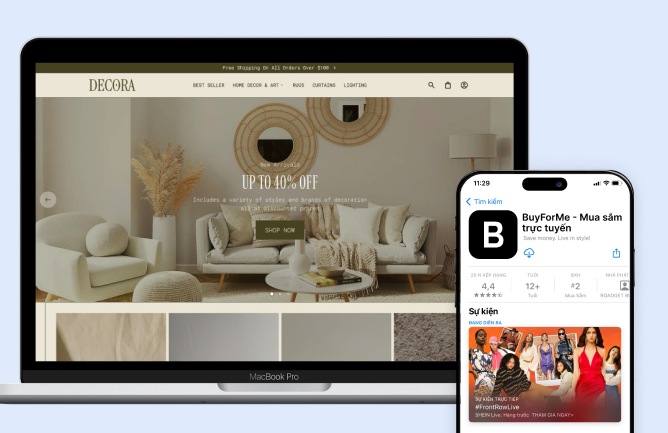 Free Shipping On All Orders Over $100
DECORA
BEST SELLER HOME DECOR & ART RUGS CURTAINS LIGHTING
New Arrivals
UP TO 40% OFF
Includes a variety of styles and brands of decoration
all at discounted prices
SHOP NOW
MacBook Pro
11:29
Tìm kiếm
B
BuyForMe - Mua sắm
trực tuyến
Save money. Live in style!
20 N XẾP HẠNG
4,4
TUỔI
12+
Tuổi
BXH
#2
Mua Sắm
NHÀ PHÁT
ROADGET
Sự kiện
ĐANG DIỄN RA
SỰ KIỆN TRỰC TIẾP
#FrontRowLive
SHEIN Live: Hàng trước THAM GIA NGAY>